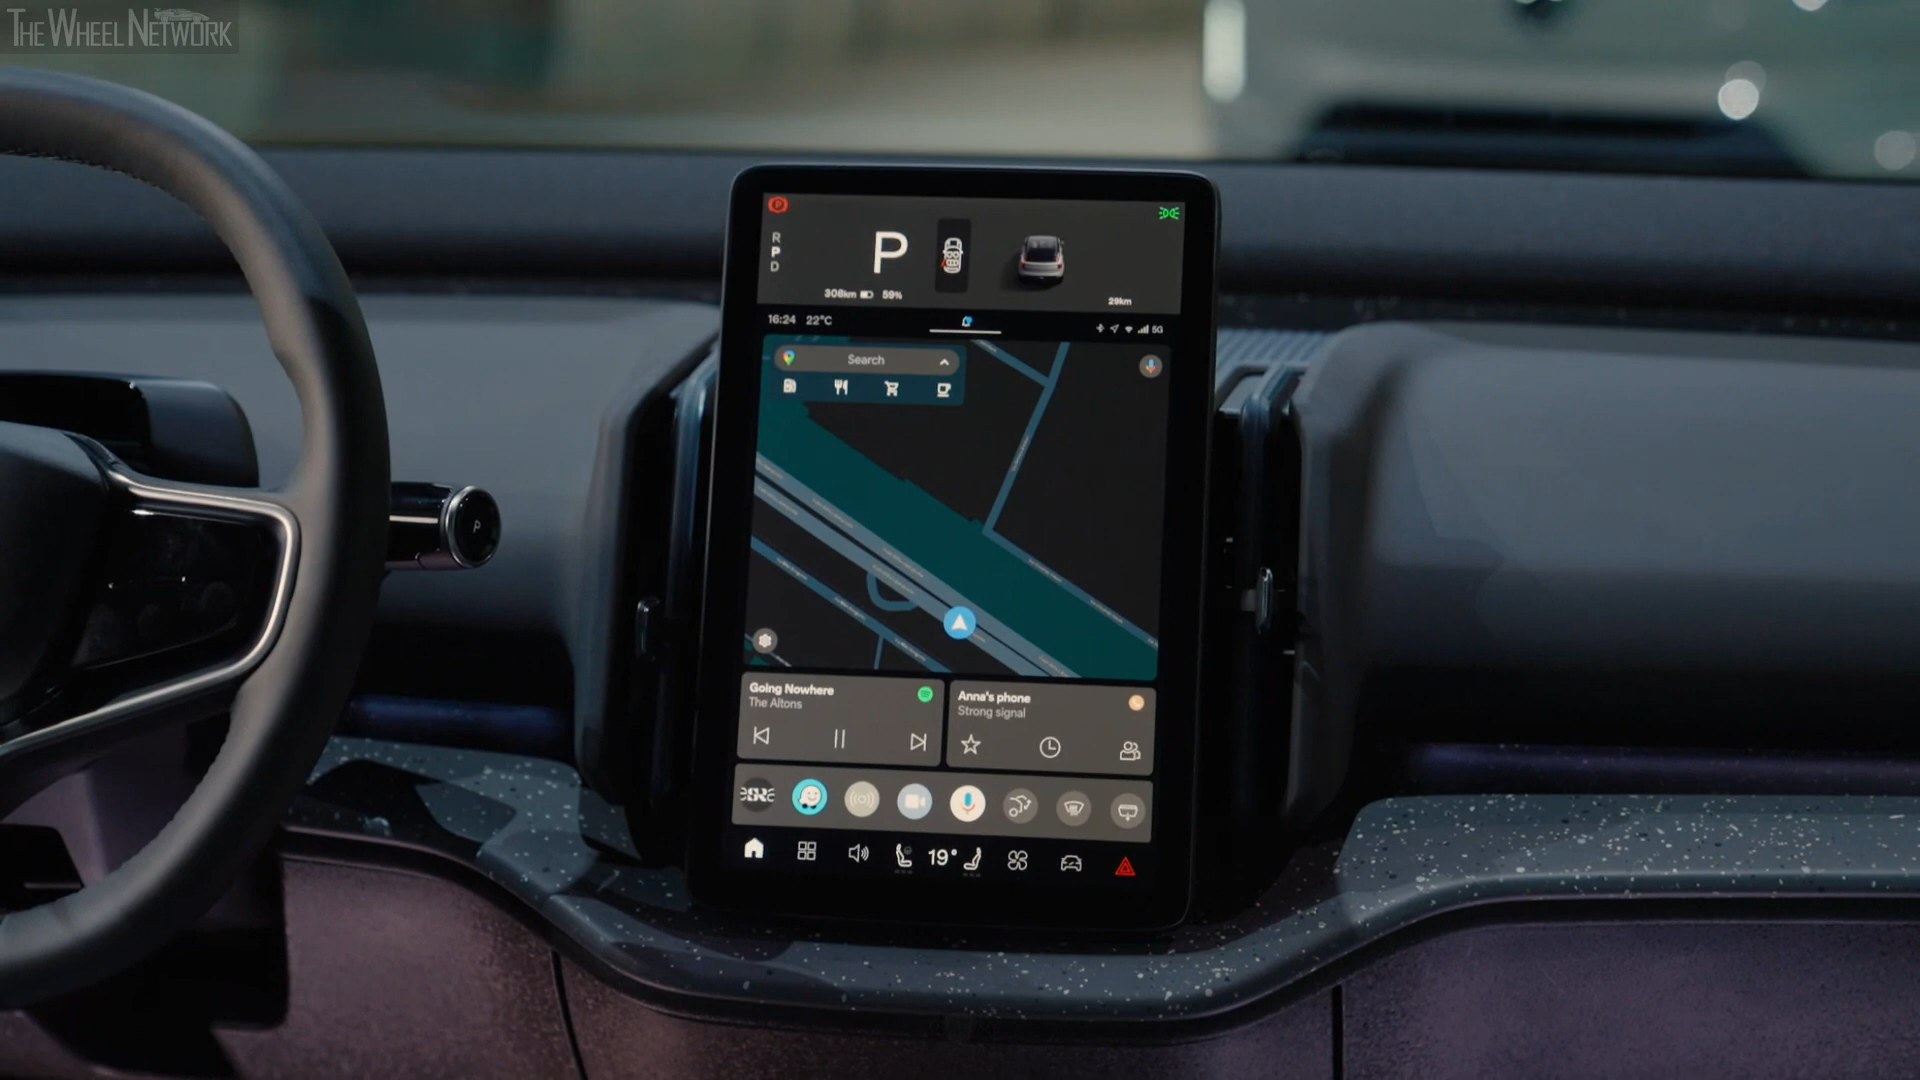 THE WHEEL NETWORK
R
P
D
P
308km 59%
29km
16:24 22°C
5G
Search
P
Going Nowhere
The Altons
Anna's phone
Strong signal
19°